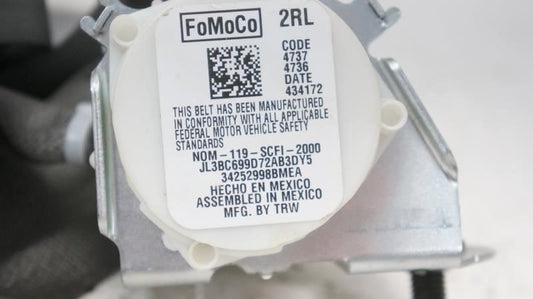 FoMoCo 2RL
CODE
4737
4736
DATE
434172
THIS BELT HAS BEEN MANUFACTURED
IN CONFORMITY WITH ALL APPLICABLE
FEDERAL MOTOR VEHICLE SAFETY
STANDARDS
NOM-119-SCFI-2000
JL3BC699D72AB3DY5
34252998BMEA
HECHO EN MEXICO
ASSEMBLED IN MEXICO
MFG. BY TRW